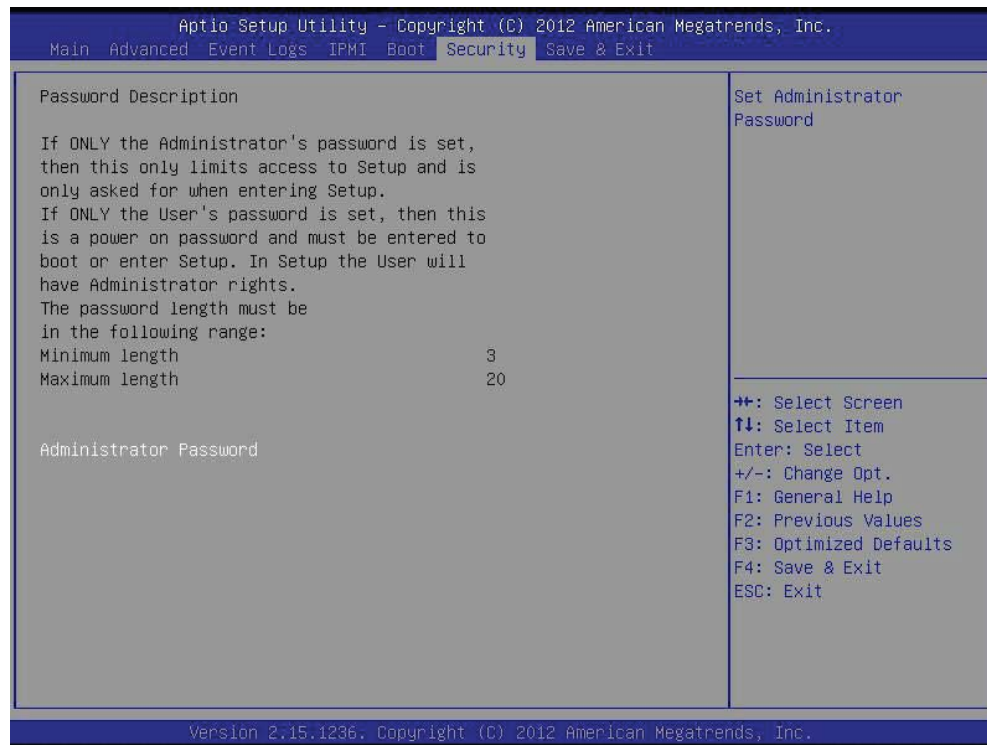 Aptio Setup Utility – Copyright (C) 2012 American Megatrends, Inc.
Main Advanced Event Logs IPMI Boot Security Save & Exit
Password Description
If ONLY the Administrator's password is set,
then this only limits access to Setup and is
only asked for when entering Setup.
If ONLY the User's password is set, then this
is a power on password and must be entered to
boot or enter Setup. In Setup the User will
have Administrator rights.
The password length must be
in the following range:
Minimum length 3
Maximum length 20
Administrator Password
Set Administrator
Password
→←: Select Screen
↑↓: Select Item
Enter: Select
+/-: Change Opt.
F1: General Help
F2: Previous Values
F3: Optimized Defaults
F4: Save & Exit
ESC: Exit
Version 2.15.1236. Copyright (C) 2012 American Megatrends, Inc.